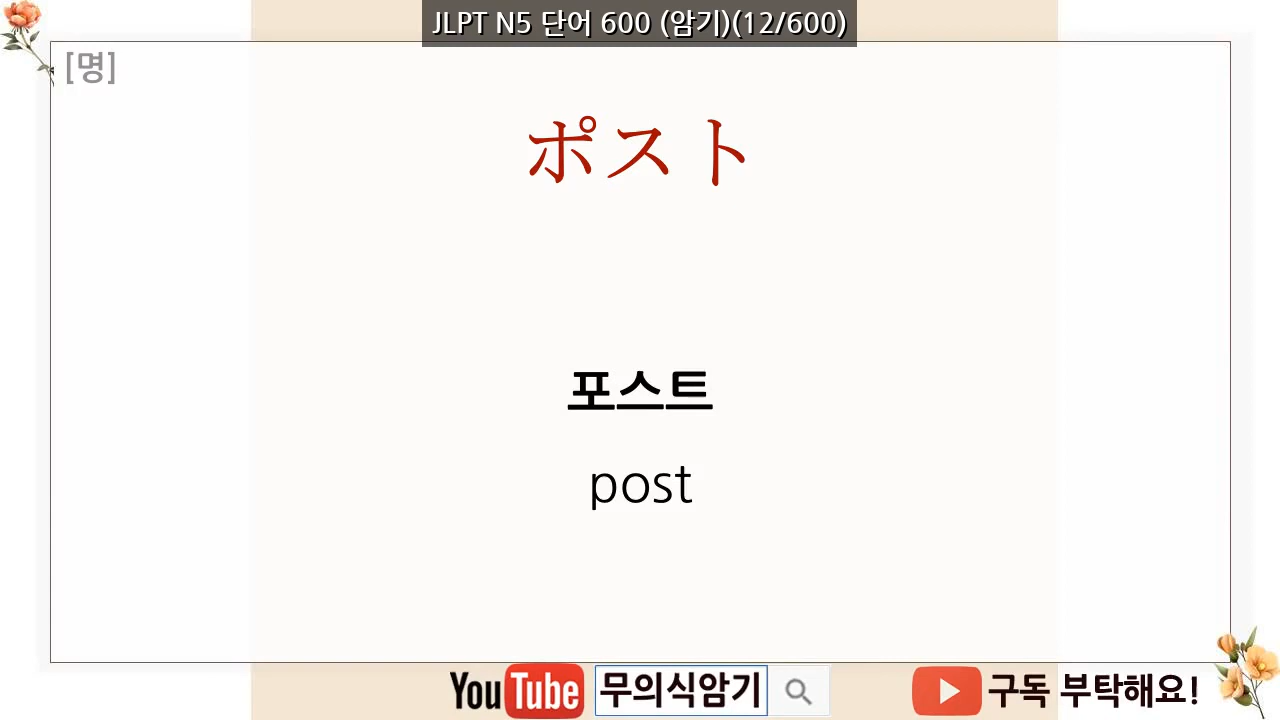 JLPT N5 단어 600 (암기)(12/600)
[명]
ポスト
포스트
post
YouTube 무의식암기 구독 부탁해요!